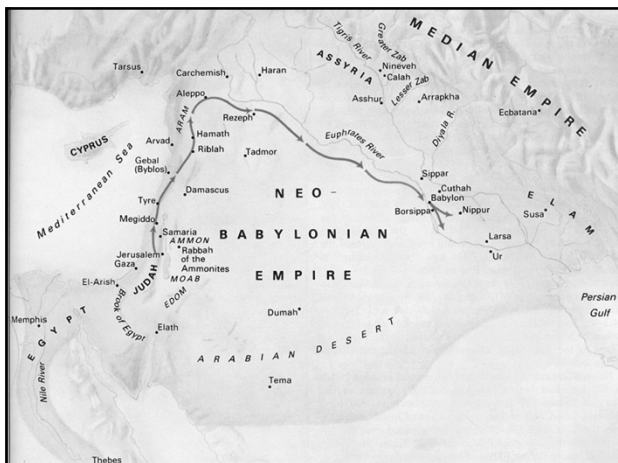 MEDIAN EMPIRE
Tigris River
Greater Zab
ASSYRIA
Nineveh
Calah
Lesser Zab
Asshur
Arrapkha
Ecbatana
Diyala R.
Tarsus
Carchemish
Haran
Aleppo
ARAM
Rezeph
Euphrates River
Hamath
Arvad
Riblah
Tadmor
CYPRUS
Gebal
(Byblos)
Mediterranean Sea
Damascus
Tyre
Megiddo
Samaria
AMMON
Jerusalem
Rabbah
of the
Ammonites
Gaza
JUDAH
MOAB
El-Arish
EDOM
Brook of Egypt
Elath
Memphis
EGYPT
Nile River
Thebes
NEO-
BABYLONIAN
EMPIRE
Sippar
Cuthah
Babylon
Borsippa
Nippur
ELAM
Susa
Larsa
Ur
Persian
Gulf
Dumah
ARABIAN DESERT
Tema